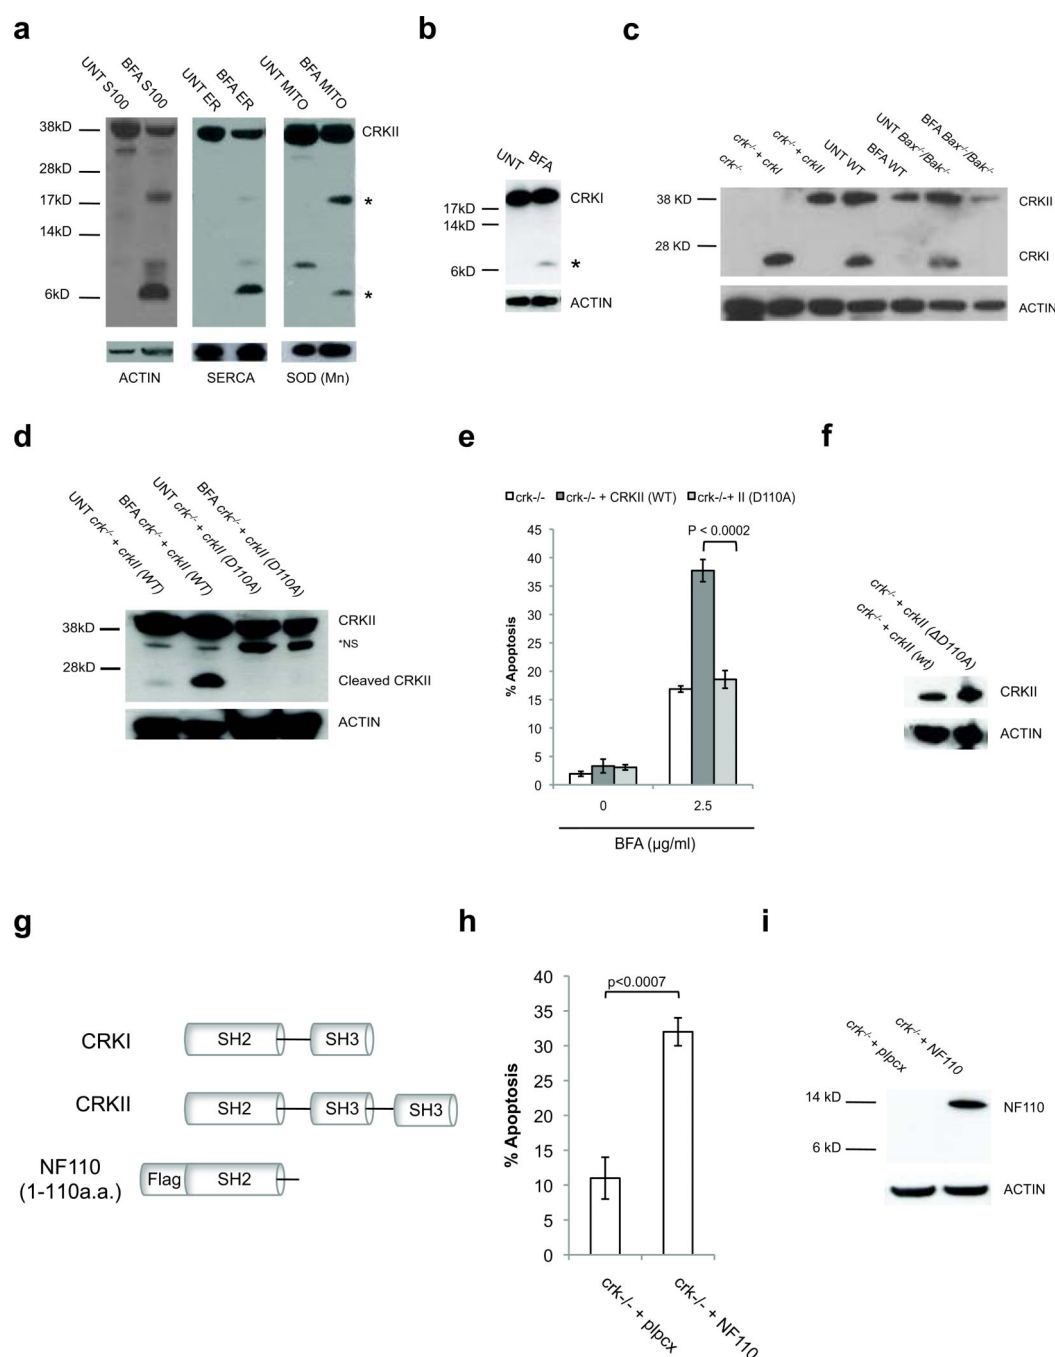 a
UNT S100
BFA S100
UNT ER
BFA ER
UNT MITO
BFA MITO
38kD
28kD
17kD
14kD
6kD
CRKII
*
*
ACTIN
SERCA
SOD (Mn)
b
UNT
BFA
17kD
14kD
6kD
CRKI
*
ACTIN
c
crk-/-
crk-/- + crkI
crk-/- + crkII
UNT WT
BFA WT
UNT Bax-/-/Bak-/-
BFA Bax-/-/Bak-/-
38 KD
28 KD
CRKII
CRKI
ACTIN
d
UNT crk-/- + crkII (WT)
BFA crk-/- + crkII (WT)
UNT crk-/- + crkII (D110A)
BFA crk-/- + crkII (D110A)
38kD
28kD
CRKII
*NS
Cleaved CRKII
ACTIN
e
crk-/- crk-/- + CRKII (WT) crk-/-+ II (D110A)
P < 0.0002
% Apoptosis
45
40
35
30
25
20
15
10
5
0
0 2.5
BFA (µg/ml)
f
crk-/- + crkII (wt)
crk-/- + crkII (ΔD110A)
CRKII
ACTIN
g
CRKI
SH2 SH3
CRKII
SH2 SH3 SH3
NF110
(1-110a.a.)
Flag SH2
h
p<0.0007
% Apoptosis
40
35
30
25
20
15
10
5
0
crk-/- + plpcx
crk-/- + NF110
i
crk-/- + plpcx
crk-/- + NF110
14 kD
6 kD
NF110
ACTIN